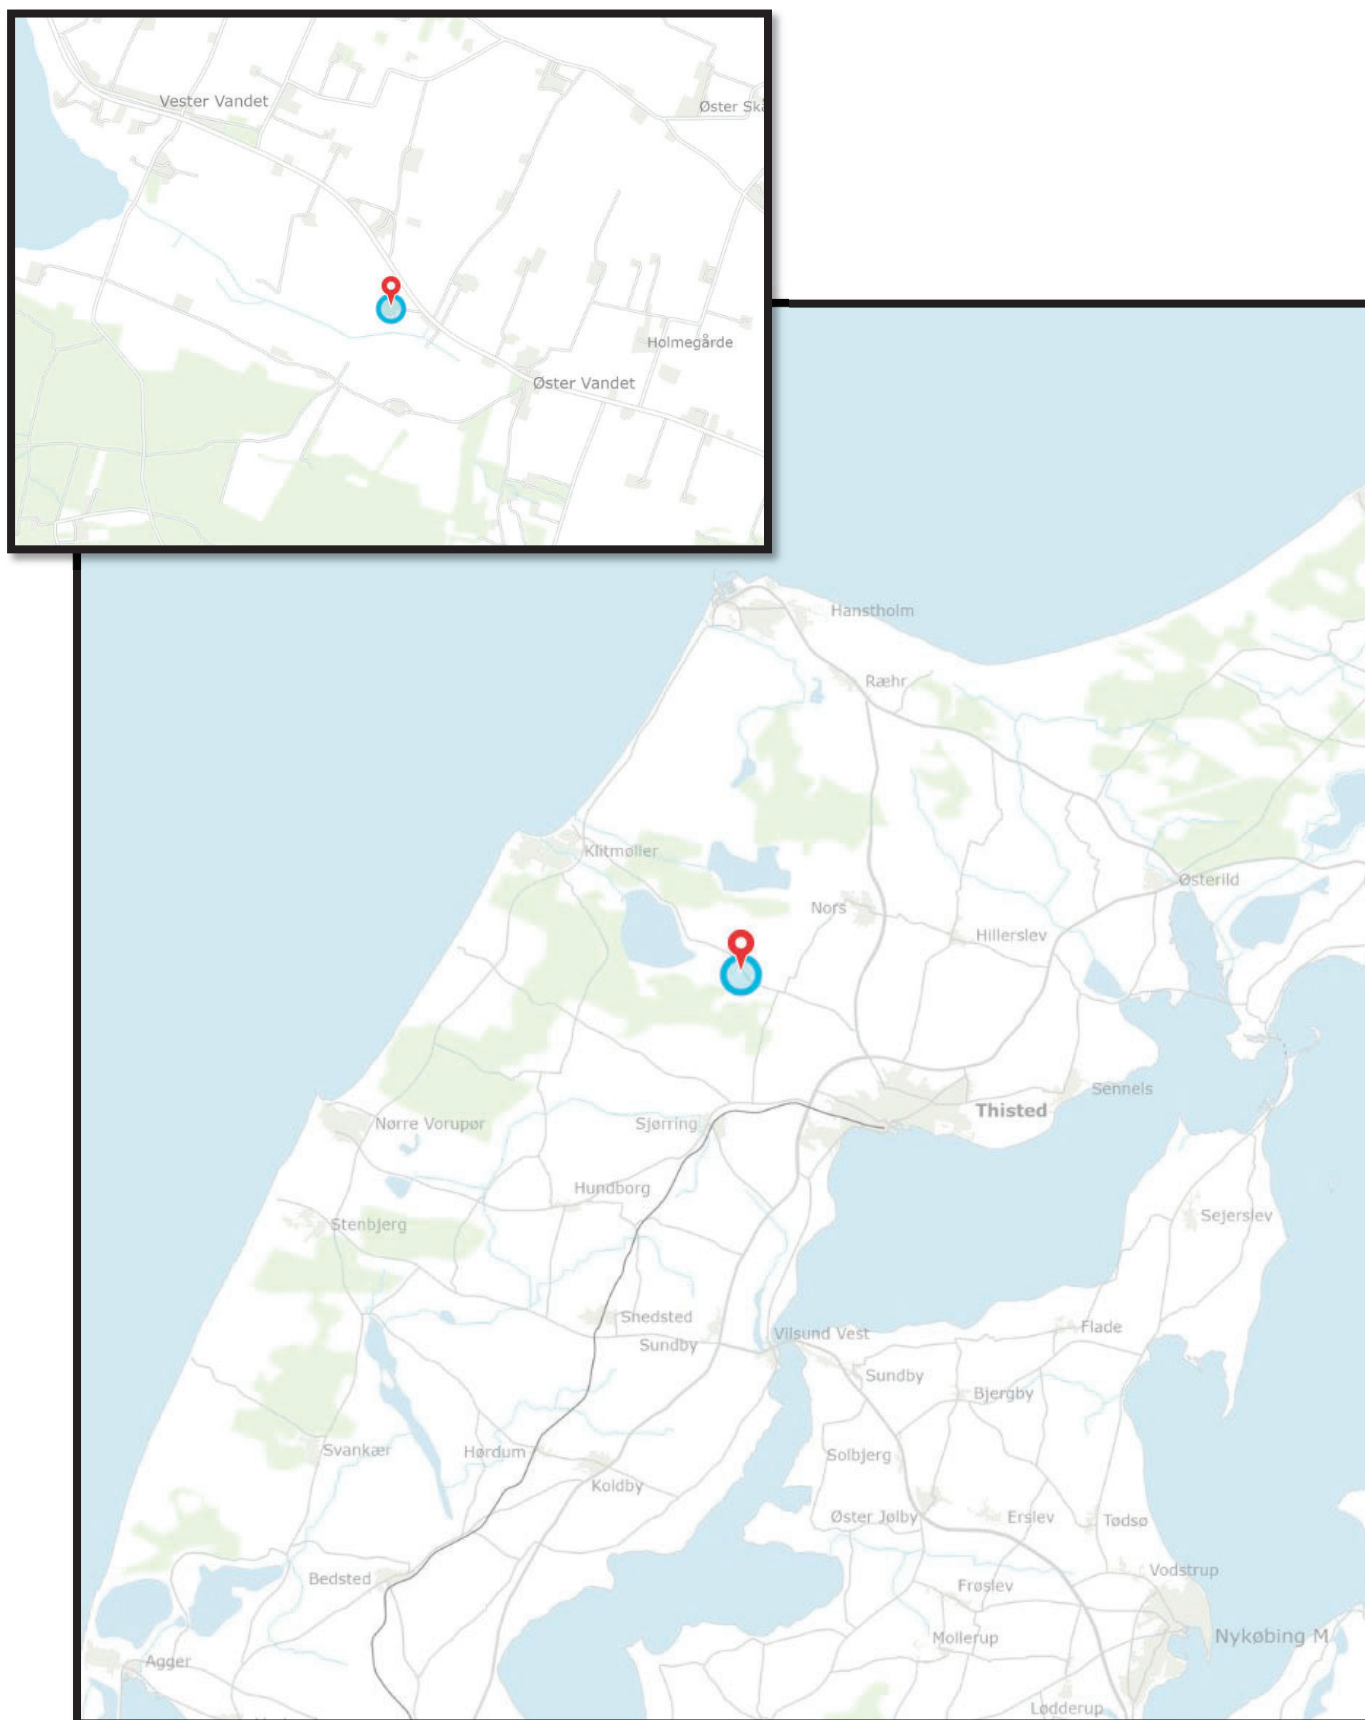 Vester Vandet
Øster Skå
Holmegårde
Øster Vandet
Hanstholm
Ræhr
Klitmøller
Østerild
Nors
Hillerslev
Sennels
Thisted
Nørre Vorupør
Sjørring
Hundborg
Sejerslev
Stenbjerg
Snedsted
Flade
Vilsund Vest
Sundby
Sundby
Bjergby
Svankær
Hørdum
Solbjerg
Koldby
Øster Jølby
Erslev
Tødsø
Vodstrup
Bedsted
Frøslev
Nykøbing M
Mollerup
Agger
Lødderup